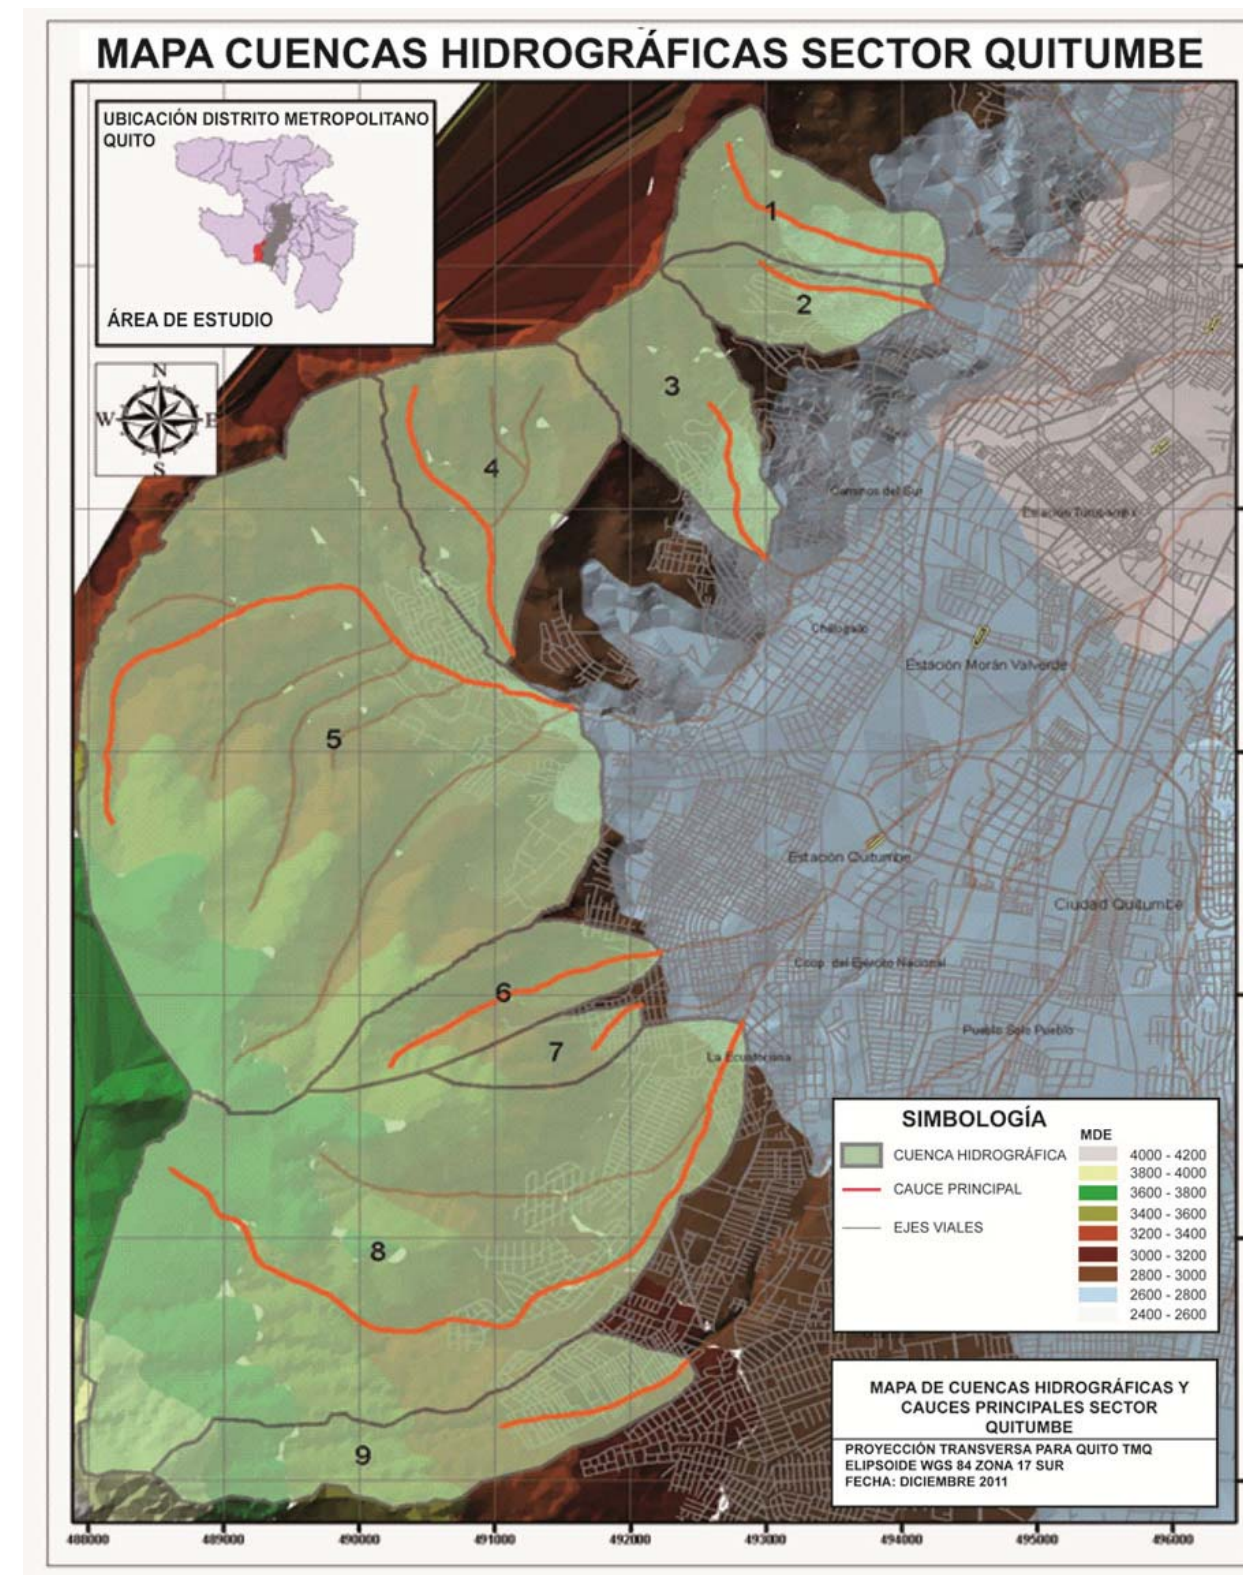 MAPA CUENCAS HIDROGRÁFICAS SECTOR QUITUMBE
UBICACIÓN DISTRITO METROPOLITANO
QUITO
ÁREA DE ESTUDIO
N
W E
S
1
2
3
4
5
6
7
8
9
Caminos del Sur
Estación Turubamba
Chillogallo
Estación Morán Valverde
Estación Quitumbe
Ciudad Quitumbe
Coop. del Ejército Nacional
Pueblo Solo Pueblo
La Ecuatoriana
SIMBOLOGÍA
CUENCA HIDROGRÁFICA
CAUCE PRINCIPAL
EJES VIALES
MDE
4000 - 4200
3800 - 4000
3600 - 3800
3400 - 3600
3200 - 3400
3000 - 3200
2800 - 3000
2600 - 2800
2400 - 2600
MAPA DE CUENCAS HIDROGRÁFICAS Y
CAUCES PRINCIPALES SECTOR
QUITUMBE
PROYECCIÓN TRANSVERSA PARA QUITO TMQ
ELIPSOIDE WGS 84 ZONA 17 SUR
FECHA: DICIEMBRE 2011
488000 489000 490000 491000 492000 493000 494000 495000 496000